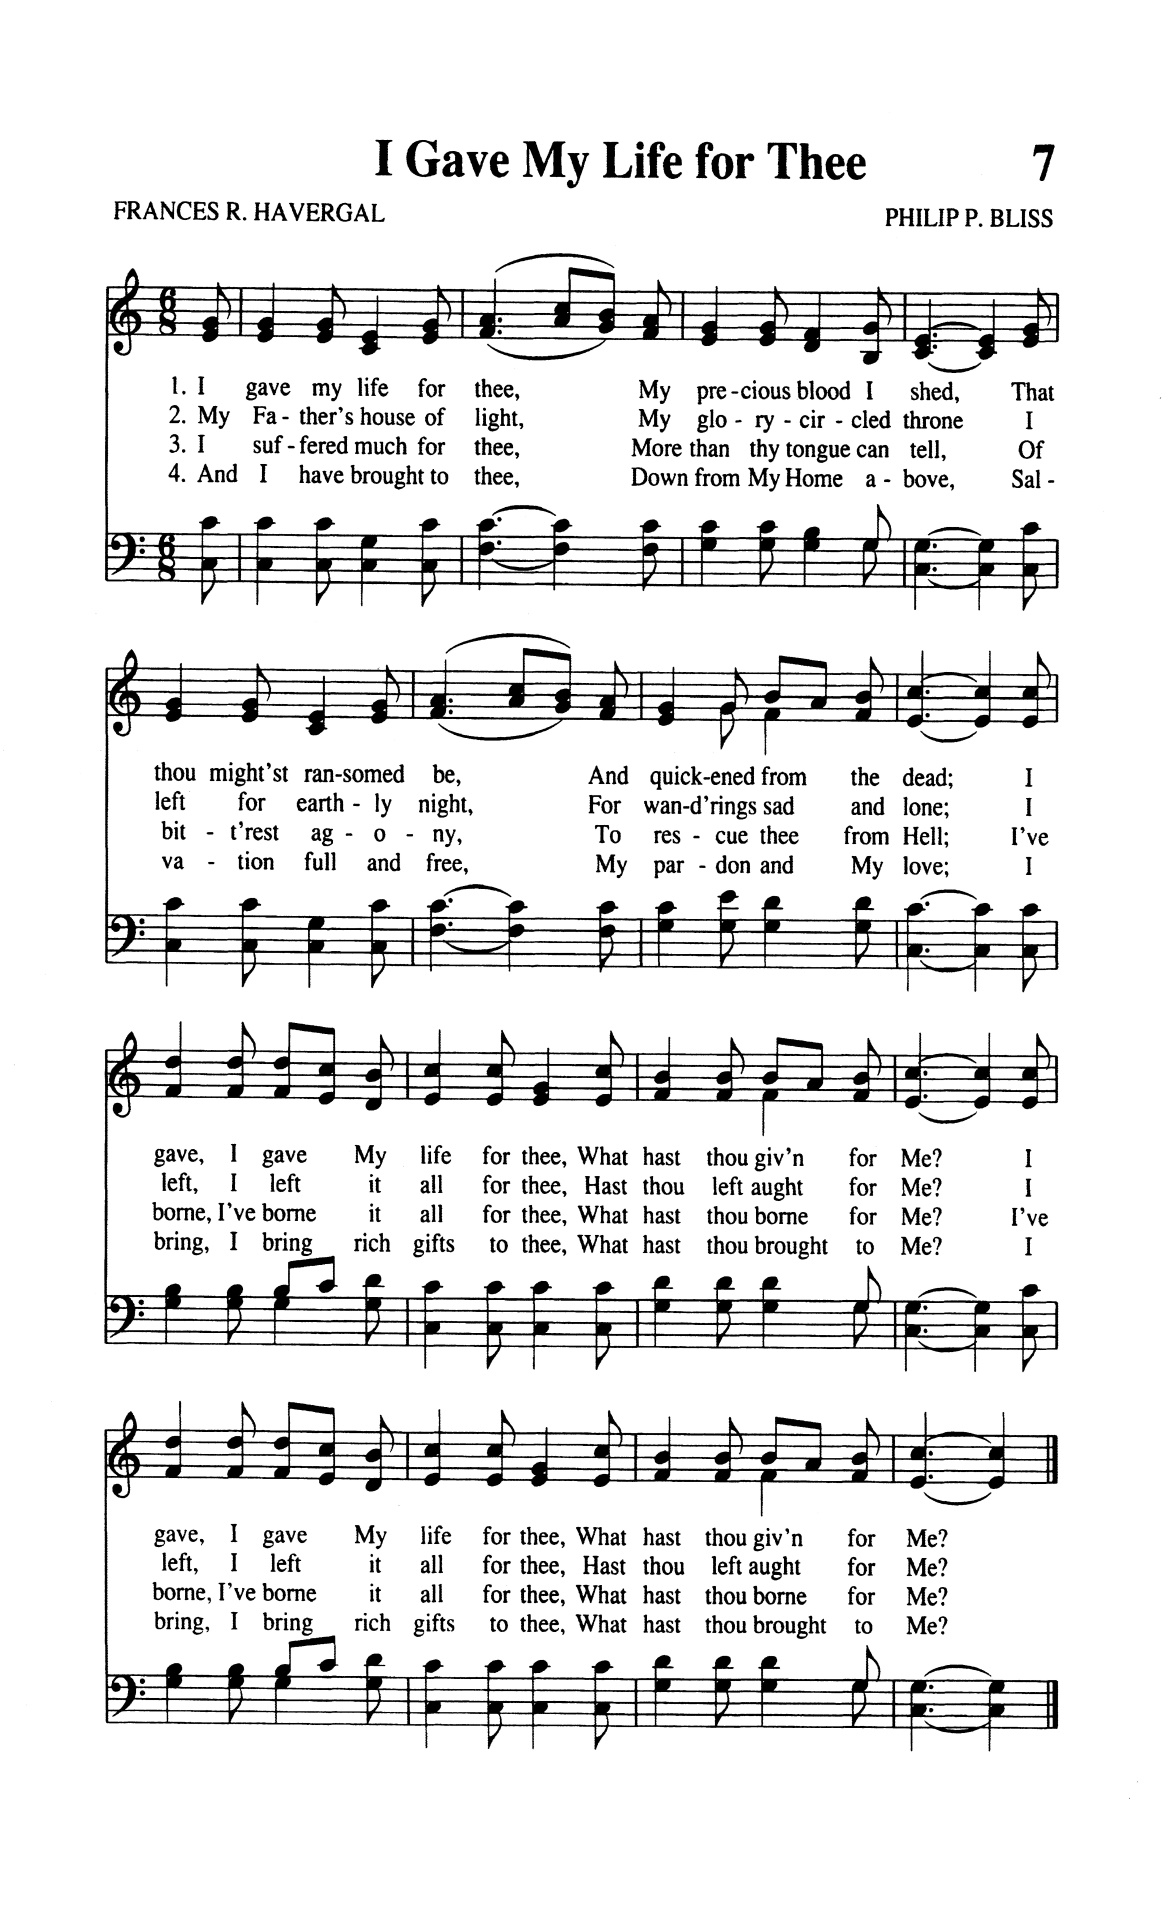 I Gave My Life for Thee 7
FRANCES R. HAVERGAL PHILIP P. BLISS
6 8
1. I gave my life for thee, My pre - cious blood I shed, That
2. My Fa - ther's house of light, My glo - ry - cir - cled throne I
3. I suf - fered much for thee, More than thy tongue can tell, Of
4. And I have brought to thee, Down from My Home a - bove, Sal -
6 8
thou might'st ran-somed be, And quick-ened from the dead; I
left for earth - ly night, For wan-d'rings sad and lone; I
bit - t'rest ag - o - ny, To res - cue thee from Hell; I've
va - tion full and free, My par - don and My love; I
gave, I gave My life for thee, What hast thou giv'n for Me? I
left, I left it all for thee, Hast thou left aught for Me? I
borne, I've borne it all for thee, What hast thou borne for Me? I've
bring, I bring rich gifts to thee, What hast thou brought to Me? I
gave, I gave My life for thee, What hast thou giv'n for Me?
left, I left it all for thee, Hast thou left aught for Me?
borne, I've borne it all for thee, What hast thou borne for Me?
bring, I bring rich gifts to thee, What hast thou brought to Me?